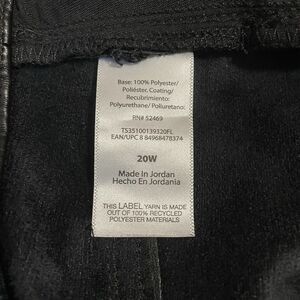 Base: 100% Polyester/
Poliéster, Coating/
Recubrimiento:
Polyurethane/ Poliuretano:
RN# 52469
TS35100139320FL
EAN/UPC 8 84968478374
20W
Made In Jordan
Hecho En Jordania
THIS LABEL YARN IS MADE
OUT OF 100% RECYCLED
POLYESTER MATERIALS